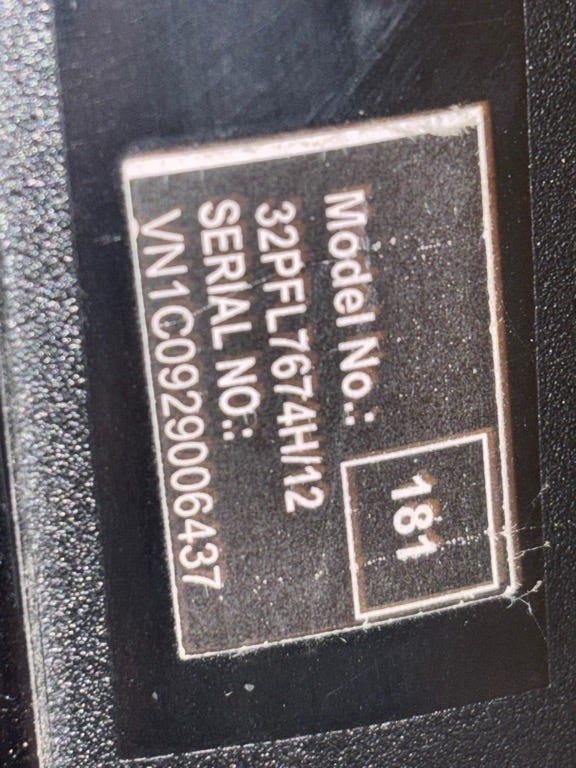 Model No.:
32PFL7674H/12
SERIAL NO.:
VN1C0929006437
181